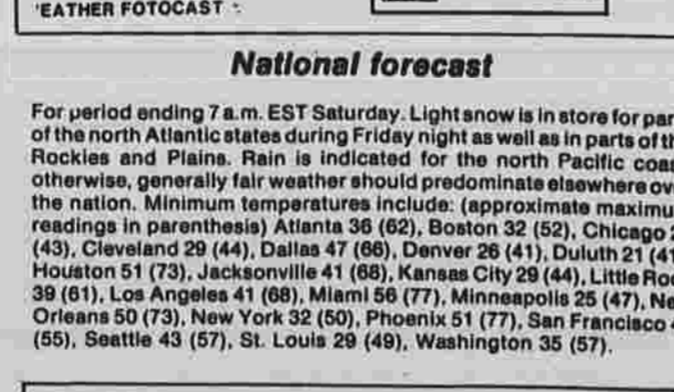 'EATHER FOTOCAST
National forecast
For period ending 7 a.m. EST Saturday. Light snow is in store for par
of the north Atlantic states during Friday night as well as in parts of th
Rockies and Plains. Rain is indicated for the north Pacific coas
otherwise, generally fair weather should predominate elsewhere ov
the nation. Minimum temperatures include: (approximate maximu
readings in parenthesis) Atlanta 36 (62), Boston 32 (52), Chicago 2
(43), Cleveland 29 (44), Dallas 47 (66), Denver 26 (41), Duluth 21 (41
Houston 51 (73), Jacksonville 41 (68), Kansas City 29 (44), Little Roc
39 (61), Los Angeles 41 (68), Miami 56 (77), Minneapolis 25 (47), Ne
Orleans 50 (73), New York 32 (50), Phoenix 51 (77), San Francisco 4
(55), Seattle 43 (57), St. Louis 29 (49), Washington 35 (57).